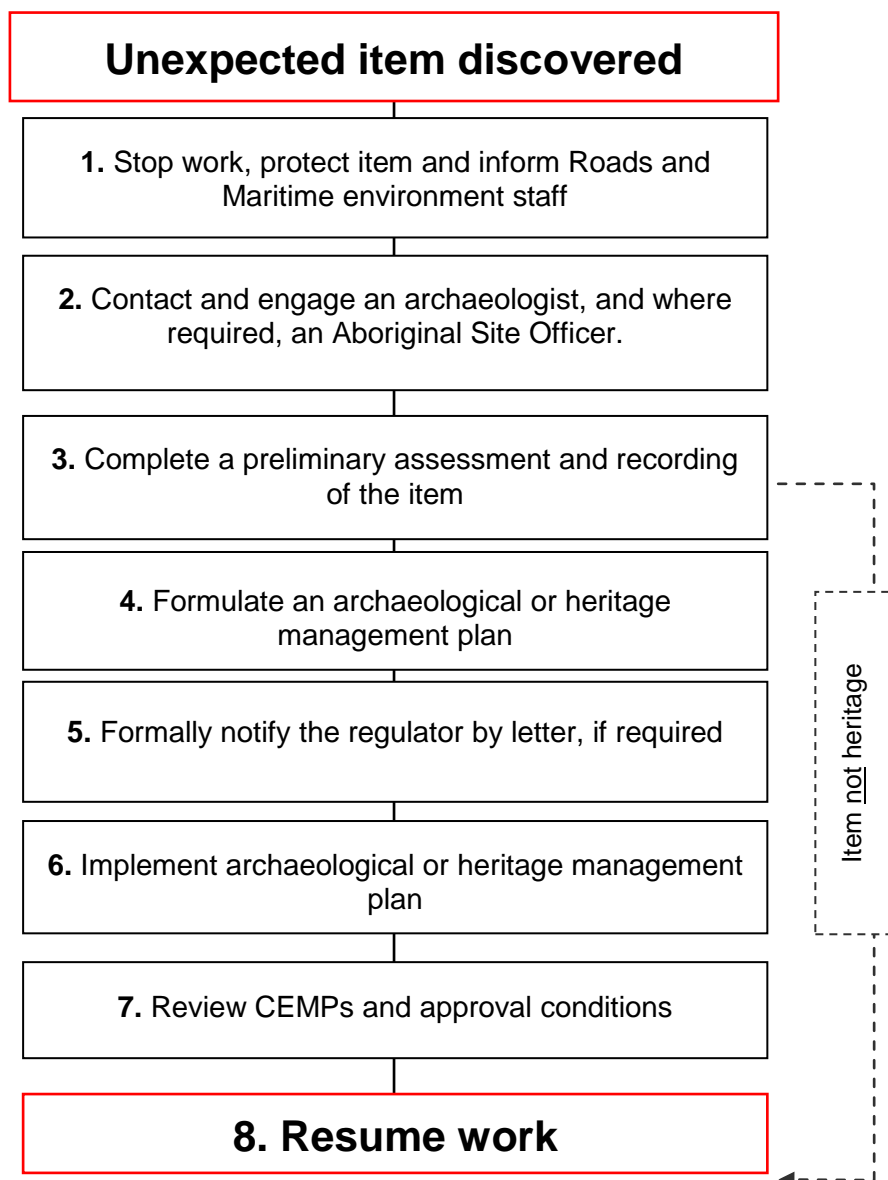 Unexpected item discovered
1. Stop work, protect item and inform Roads and
Maritime environment staff
2. Contact and engage an archaeologist, and where
required, an Aboriginal Site Officer.
3. Complete a preliminary assessment and recording
of the item
4. Formulate an archaeological or heritage
management plan
5. Formally notify the regulator by letter, if required
6. Implement archaeological or heritage management
plan
7. Review CEMPs and approval conditions
8. Resume work
Item not heritage